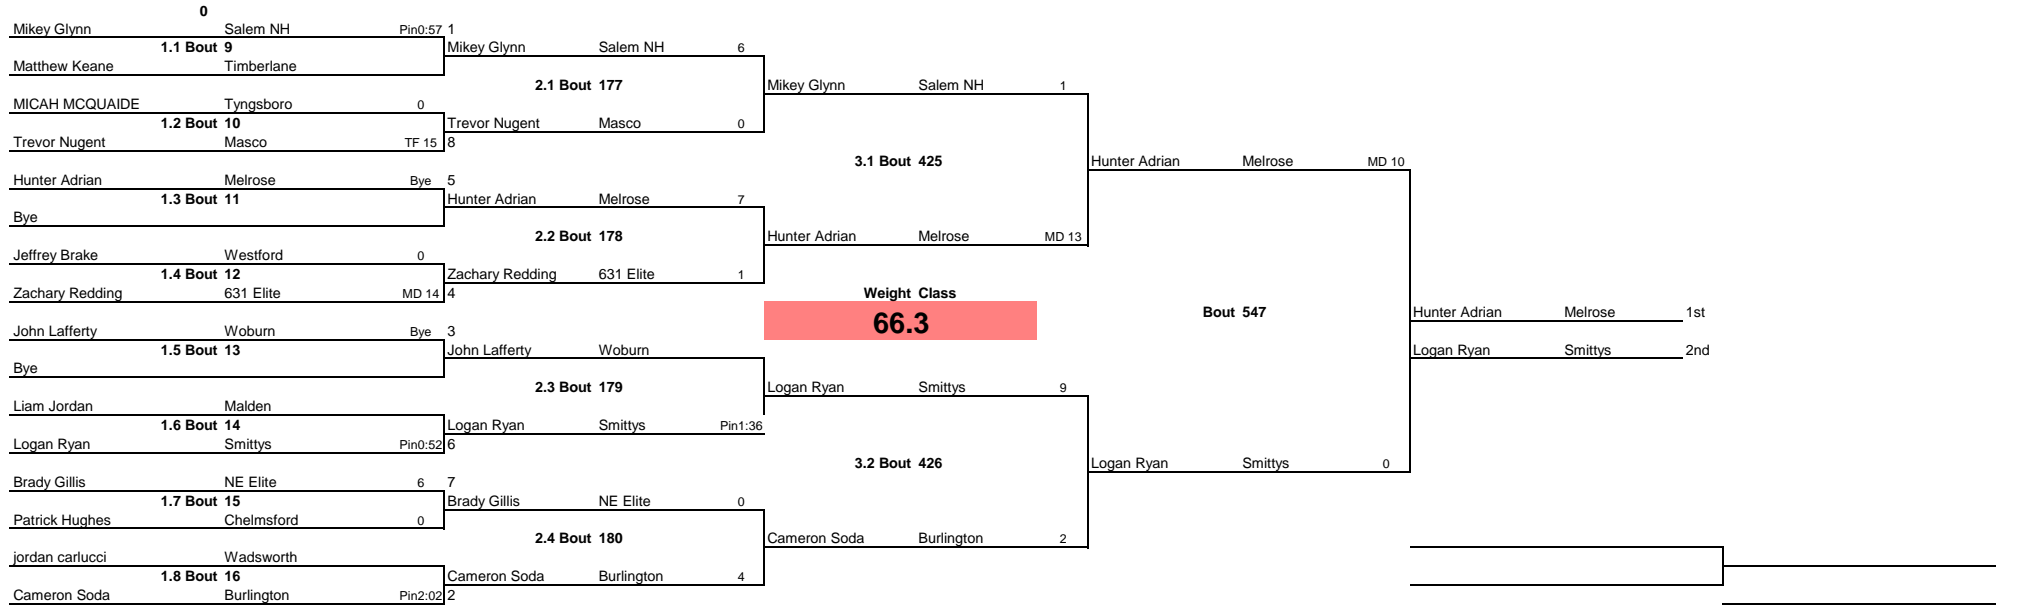 0
Mikey Glynn Salem NH Pin0:57 1
1.1 Bout 9 Mikey Glynn Salem NH 6
Matthew Keane Timberlane
2.1 Bout 177 Mikey Glynn Salem NH 1
MICAH MCQUAIDE Tyngsboro 0
1.2 Bout 10 Trevor Nugent Masco 0
Trevor Nugent Masco TF 15 8
3.1 Bout 425 Hunter Adrian Melrose MD 10
Hunter Adrian Melrose Bye 5
1.3 Bout 11 Hunter Adrian Melrose 7
Bye
2.2 Bout 178 Hunter Adrian Melrose MD 13
Jeffrey Brake Westford 0
1.4 Bout 12 Zachary Redding 631 Elite 1
Zachary Redding 631 Elite MD 14 4 Weight Class
66.3 Bout 547 Hunter Adrian Melrose 1st
John Lafferty Woburn Bye 3
1.5 Bout 13 John Lafferty Woburn Logan Ryan Smittys 2nd
Bye
2.3 Bout 179 Logan Ryan Smittys 9
Liam Jordan Malden
1.6 Bout 14 Logan Ryan Smittys Pin1:36
Logan Ryan Smittys Pin0:52 6
3.2 Bout 426 Logan Ryan Smittys 0
Brady Gillis NE Elite 6 7
1.7 Bout 15 Brady Gillis NE Elite 0
Patrick Hughes Chelmsford 0
2.4 Bout 180 Cameron Soda Burlington 2
jordan carlucci Wadsworth
1.8 Bout 16 Cameron Soda Burlington 4
Cameron Soda Burlington Pin2:02 2